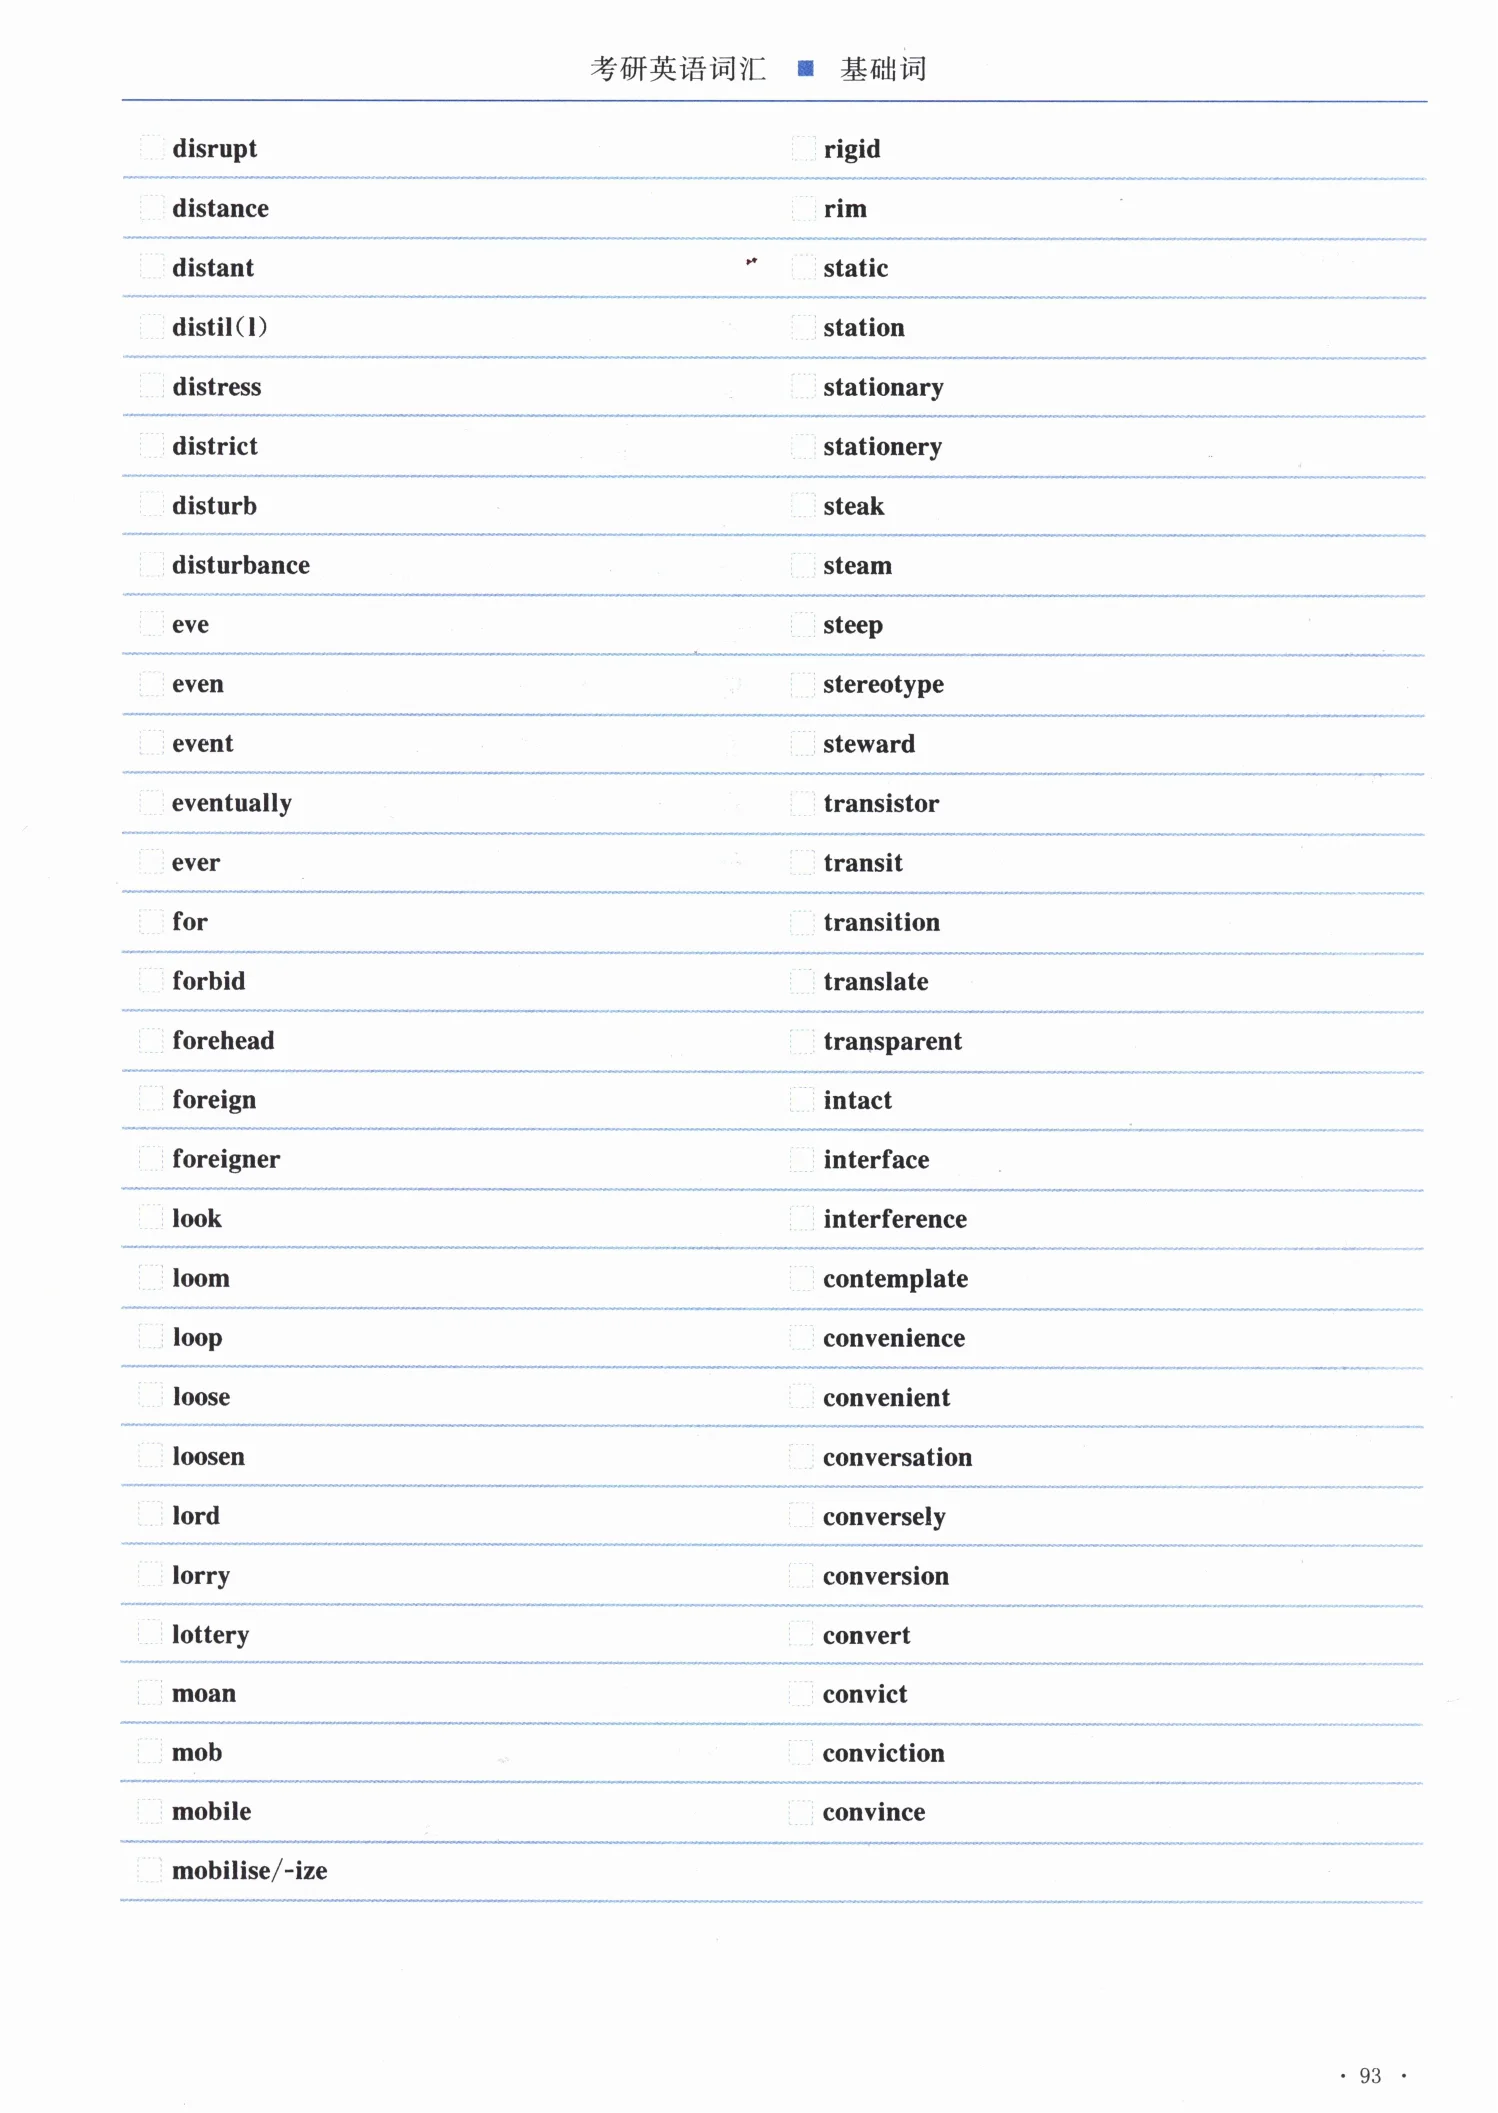 考研英语词汇 ■ 基础词
disrupt
distance
distant
distil(l)
distress
district
disturb
disturbance
eve
even
event
eventually
ever
for
forbid
forehead
foreign
foreigner
look
loom
loop
loose
loosen
lord
lorry
lottery
moan
mob
mobile
mobilise/-ize
rigid
rim
static
station
stationary
stationery
steak
steam
steep
stereotype
steward
transistor
transit
transition
translate
transparent
intact
interface
interference
contemplate
convenience
convenient
conversation
conversely
conversion
convert
convict
conviction
convince
· 93 ·